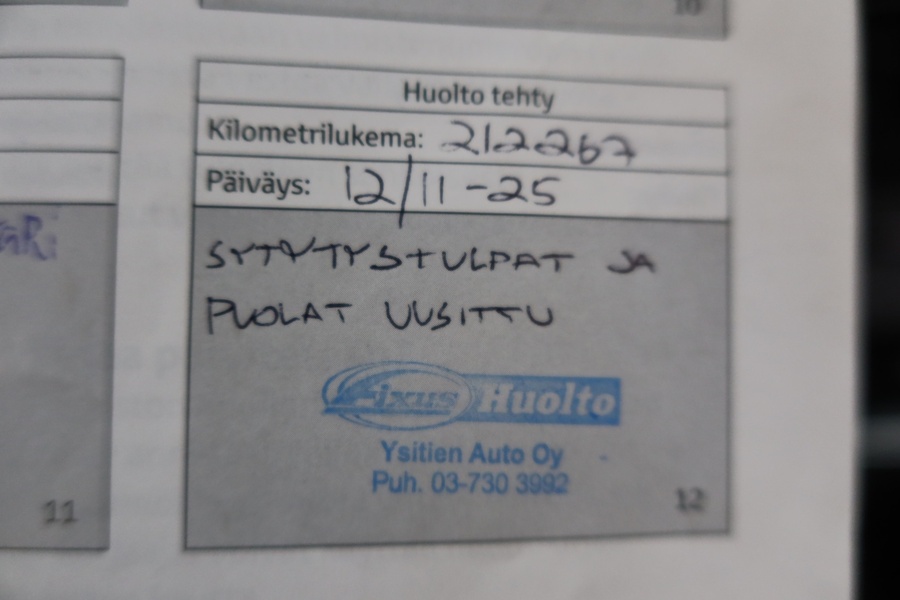 10
Huolto tehty
Kilometrilukema: 212267
Päiväys: 12/11-25
SYTYTYSTULPAT JA
PUOLAT UUSITTU
Fixus Huolto
Ysitien Auto Oy
Puh. 03-730 3992
11
12